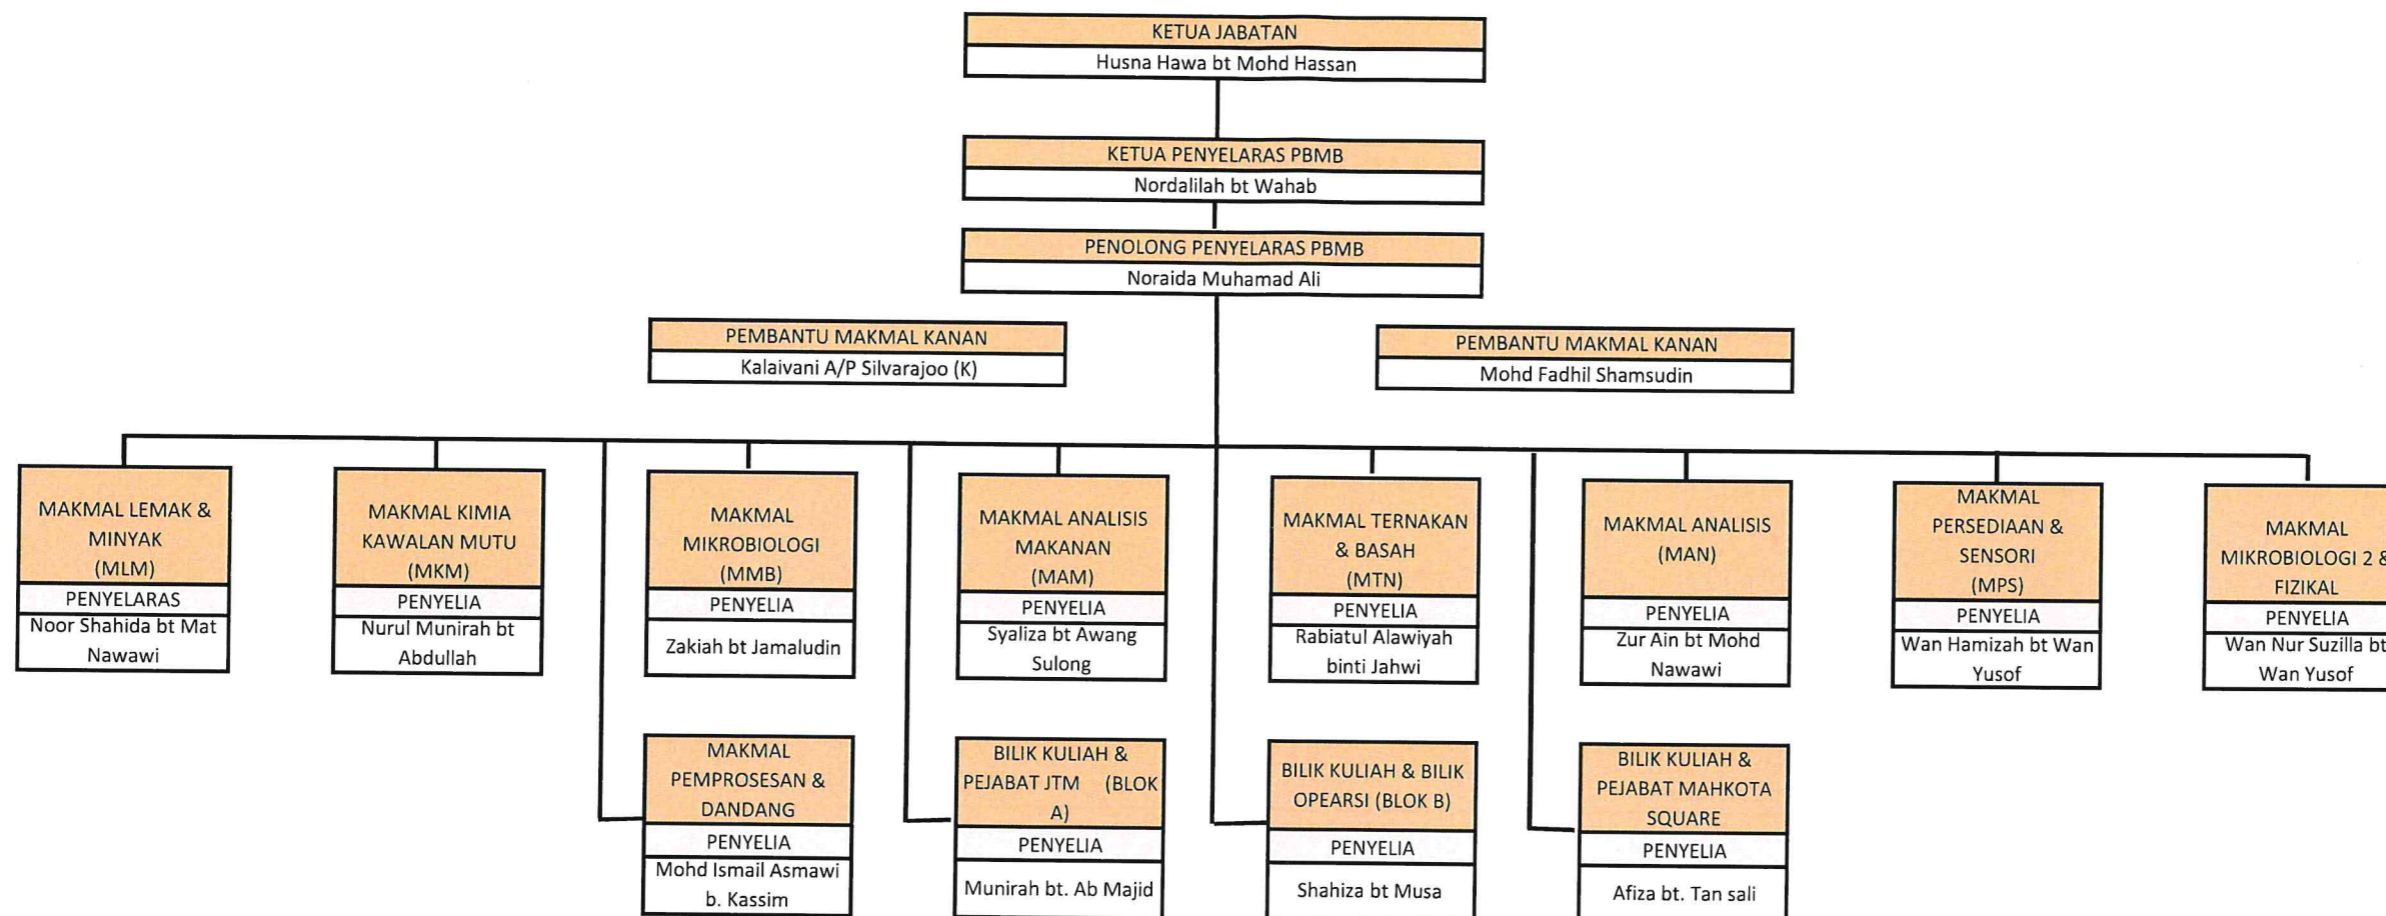 KETUA JABATAN
Husna Hawa bt Mohd Hassan
KETUA PENYELARAS PBMB
Nordalilah bt Wahab
PENOLONG PENYELARAS PBMB
Noraida Muhamad Ali
PEMBANTU MAKMAL KANAN
Kalaivani A/P Silvarajoo (K)
PEMBANTU MAKMAL KANAN
Mohd Fadhil Shamsudin
MAKMAL LEMAK &
MINYAK
(MLM)
PENYELARAS
Noor Shahida bt Mat
Nawawi
MAKMAL KIMIA
KAWALAN MUTU
(MKM)
PENYELIA
Nurul Munirah bt
Abdullah
MAKMAL
MIKROBIOLOGI
(MMB)
PENYELIA
Zakiah bt Jamaludin
MAKMAL ANALISIS
MAKANAN
(MAM)
PENYELIA
Syaliza bt Awang
Sulong
MAKMAL TERNAKAN
& BASAH
(MTN)
PENYELIA
Rabiatul Alawiyah
binti Jahwi
MAKMAL ANALISIS
(MAN)
PENYELIA
Zur Ain bt Mohd
Nawawi
MAKMAL
PERSEDIAAN &
SENSORI
(MPS)
PENYELIA
Wan Hamizah bt Wan
Yusof
MAKMAL
MIKROBIOLOGI 2 &
FIZIKAL
PENYELIA
Wan Nur Suzilla bt
Wan Yusof
MAKMAL
PEMPROSESAN &
DANDANG
PENYELIA
Mohd Ismail Asmawi
b. Kassim
BILIK KULIAH &
PEJABAT JTM (BLOK
A)
PENYELIA
Munirah bt. Ab Majid
BILIK KULIAH & BILIK
OPEARSI (BLOK B)
PENYELIA
Shahiza bt Musa
BILIK KULIAH &
PEJABAT MAHKOTA
SQUARE
PENYELIA
Afiza bt. Tan sali